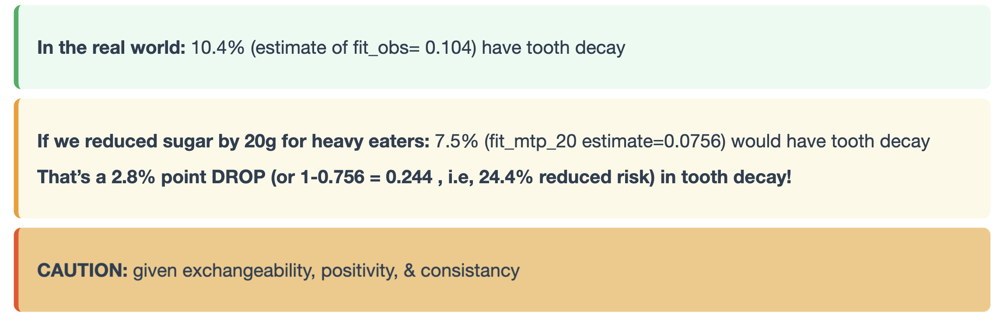 In the real world: 10.4% (estimate of fit_obs= 0.104) have tooth decay
If we reduced sugar by 20g for heavy eaters: 7.5% (fit_mtp_20 estimate=0.0756) would have tooth decay
That’s a 2.8% point DROP (or 1-0.756 = 0.244 , i.e, 24.4% reduced risk) in tooth decay!
CAUTION: given exchangeability, positivity, & consistancy